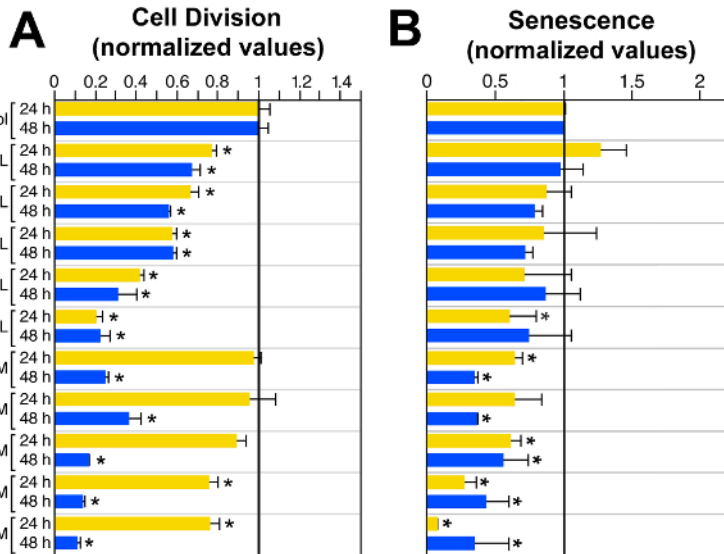 A Cell Division
(normalized values)
0 0.2 0.4 0.6 0.8 1 1.2 1.4
ol
24 h
48 h
L
24 h *
48 h *
L
24 h *
48 h *
L
24 h *
48 h *
L
24 h *
48 h *
L
24 h *
48 h *
M
24 h
48 h *
M
24 h
48 h *
M
24 h
48 h *
M
24 h *
48 h *
M
24 h *
48 h *
B Senescence
(normalized values)
0 0.5 1 1.5 2
*
*
*
*
*
*
*
*
*
*